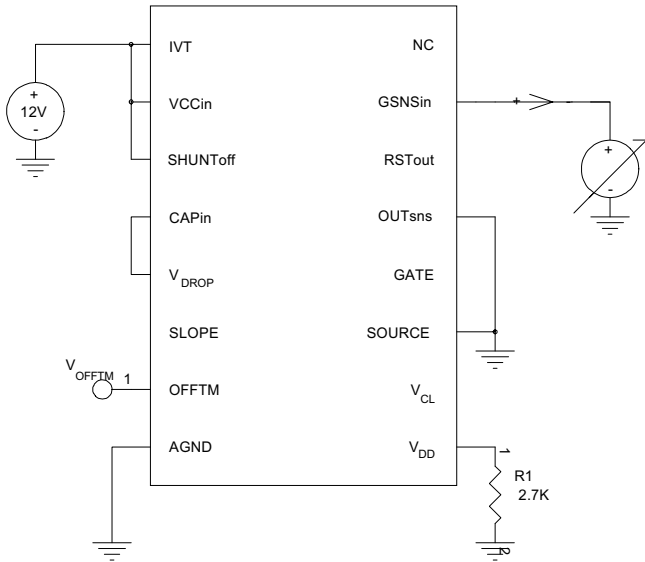 IVT NC
+
12V
-
VCCin GSNSin + -
SHUNToff RSTout
+
-
CAPin OUTsns
VDROP GATE
SLOPE SOURCE
VOFFTM 1 OFFTM VCL
AGND VDD 1
R1
2.7K
2